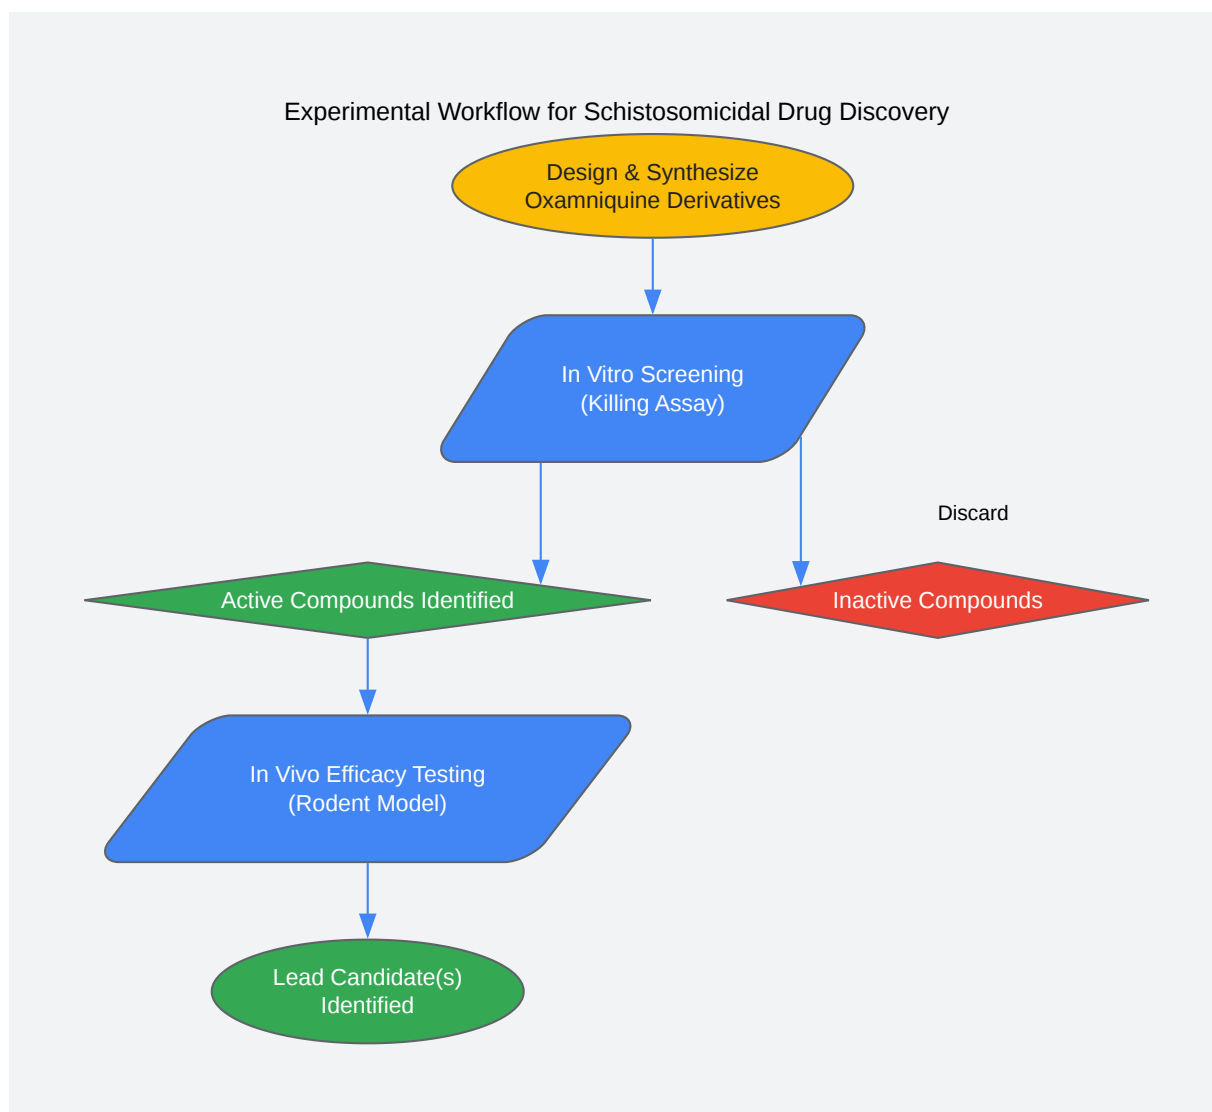 Experimental Workflow for Schistosomicidal Drug Discovery
Design & Synthesize
Oxamniquine Derivatives
In Vitro Screening
(Killing Assay)
Discard
Active Compounds Identified
Inactive Compounds
In Vivo Efficacy Testing
(Rodent Model)
Lead Candidate(s)
Identified